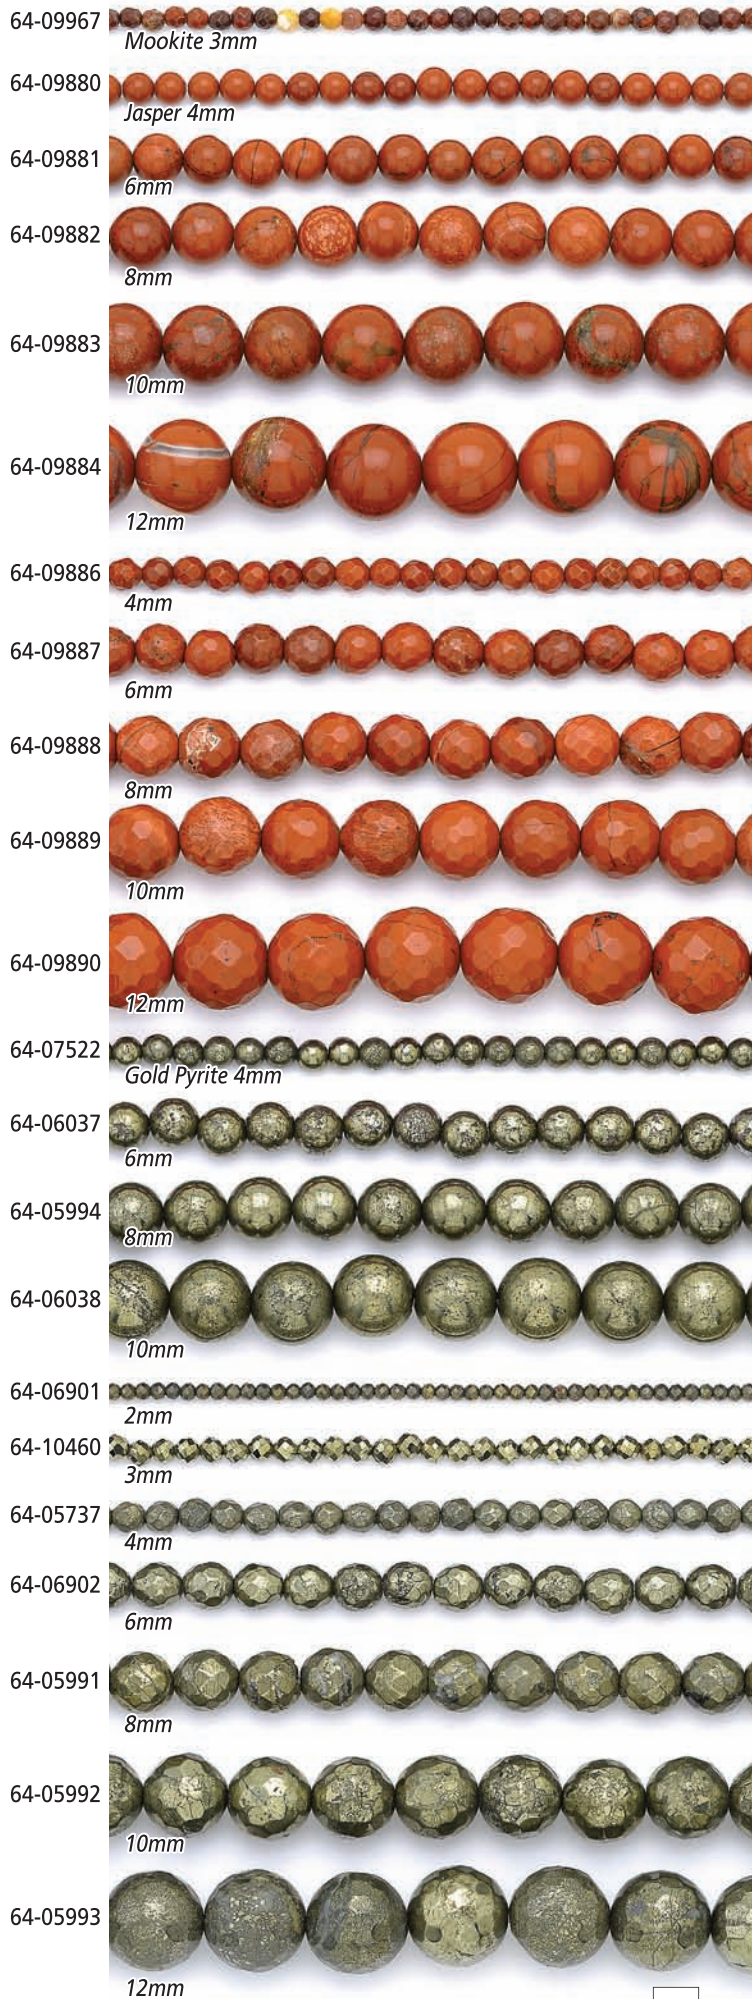 64-09967
Mookite 3mm
64-09880
Jasper 4mm
64-09881
6mm
64-09882
8mm
64-09883
10mm
64-09884
12mm
64-09886
4mm
64-09887
6mm
64-09888
8mm
64-09889
10mm
64-09890
12mm
64-07522
Gold Pyrite 4mm
64-06037
6mm
64-05994
8mm
64-06038
10mm
64-06901
2mm
64-10460
3mm
64-05737
4mm
64-06902
6mm
64-05991
8mm
64-05992
10mm
64-05993
12mm